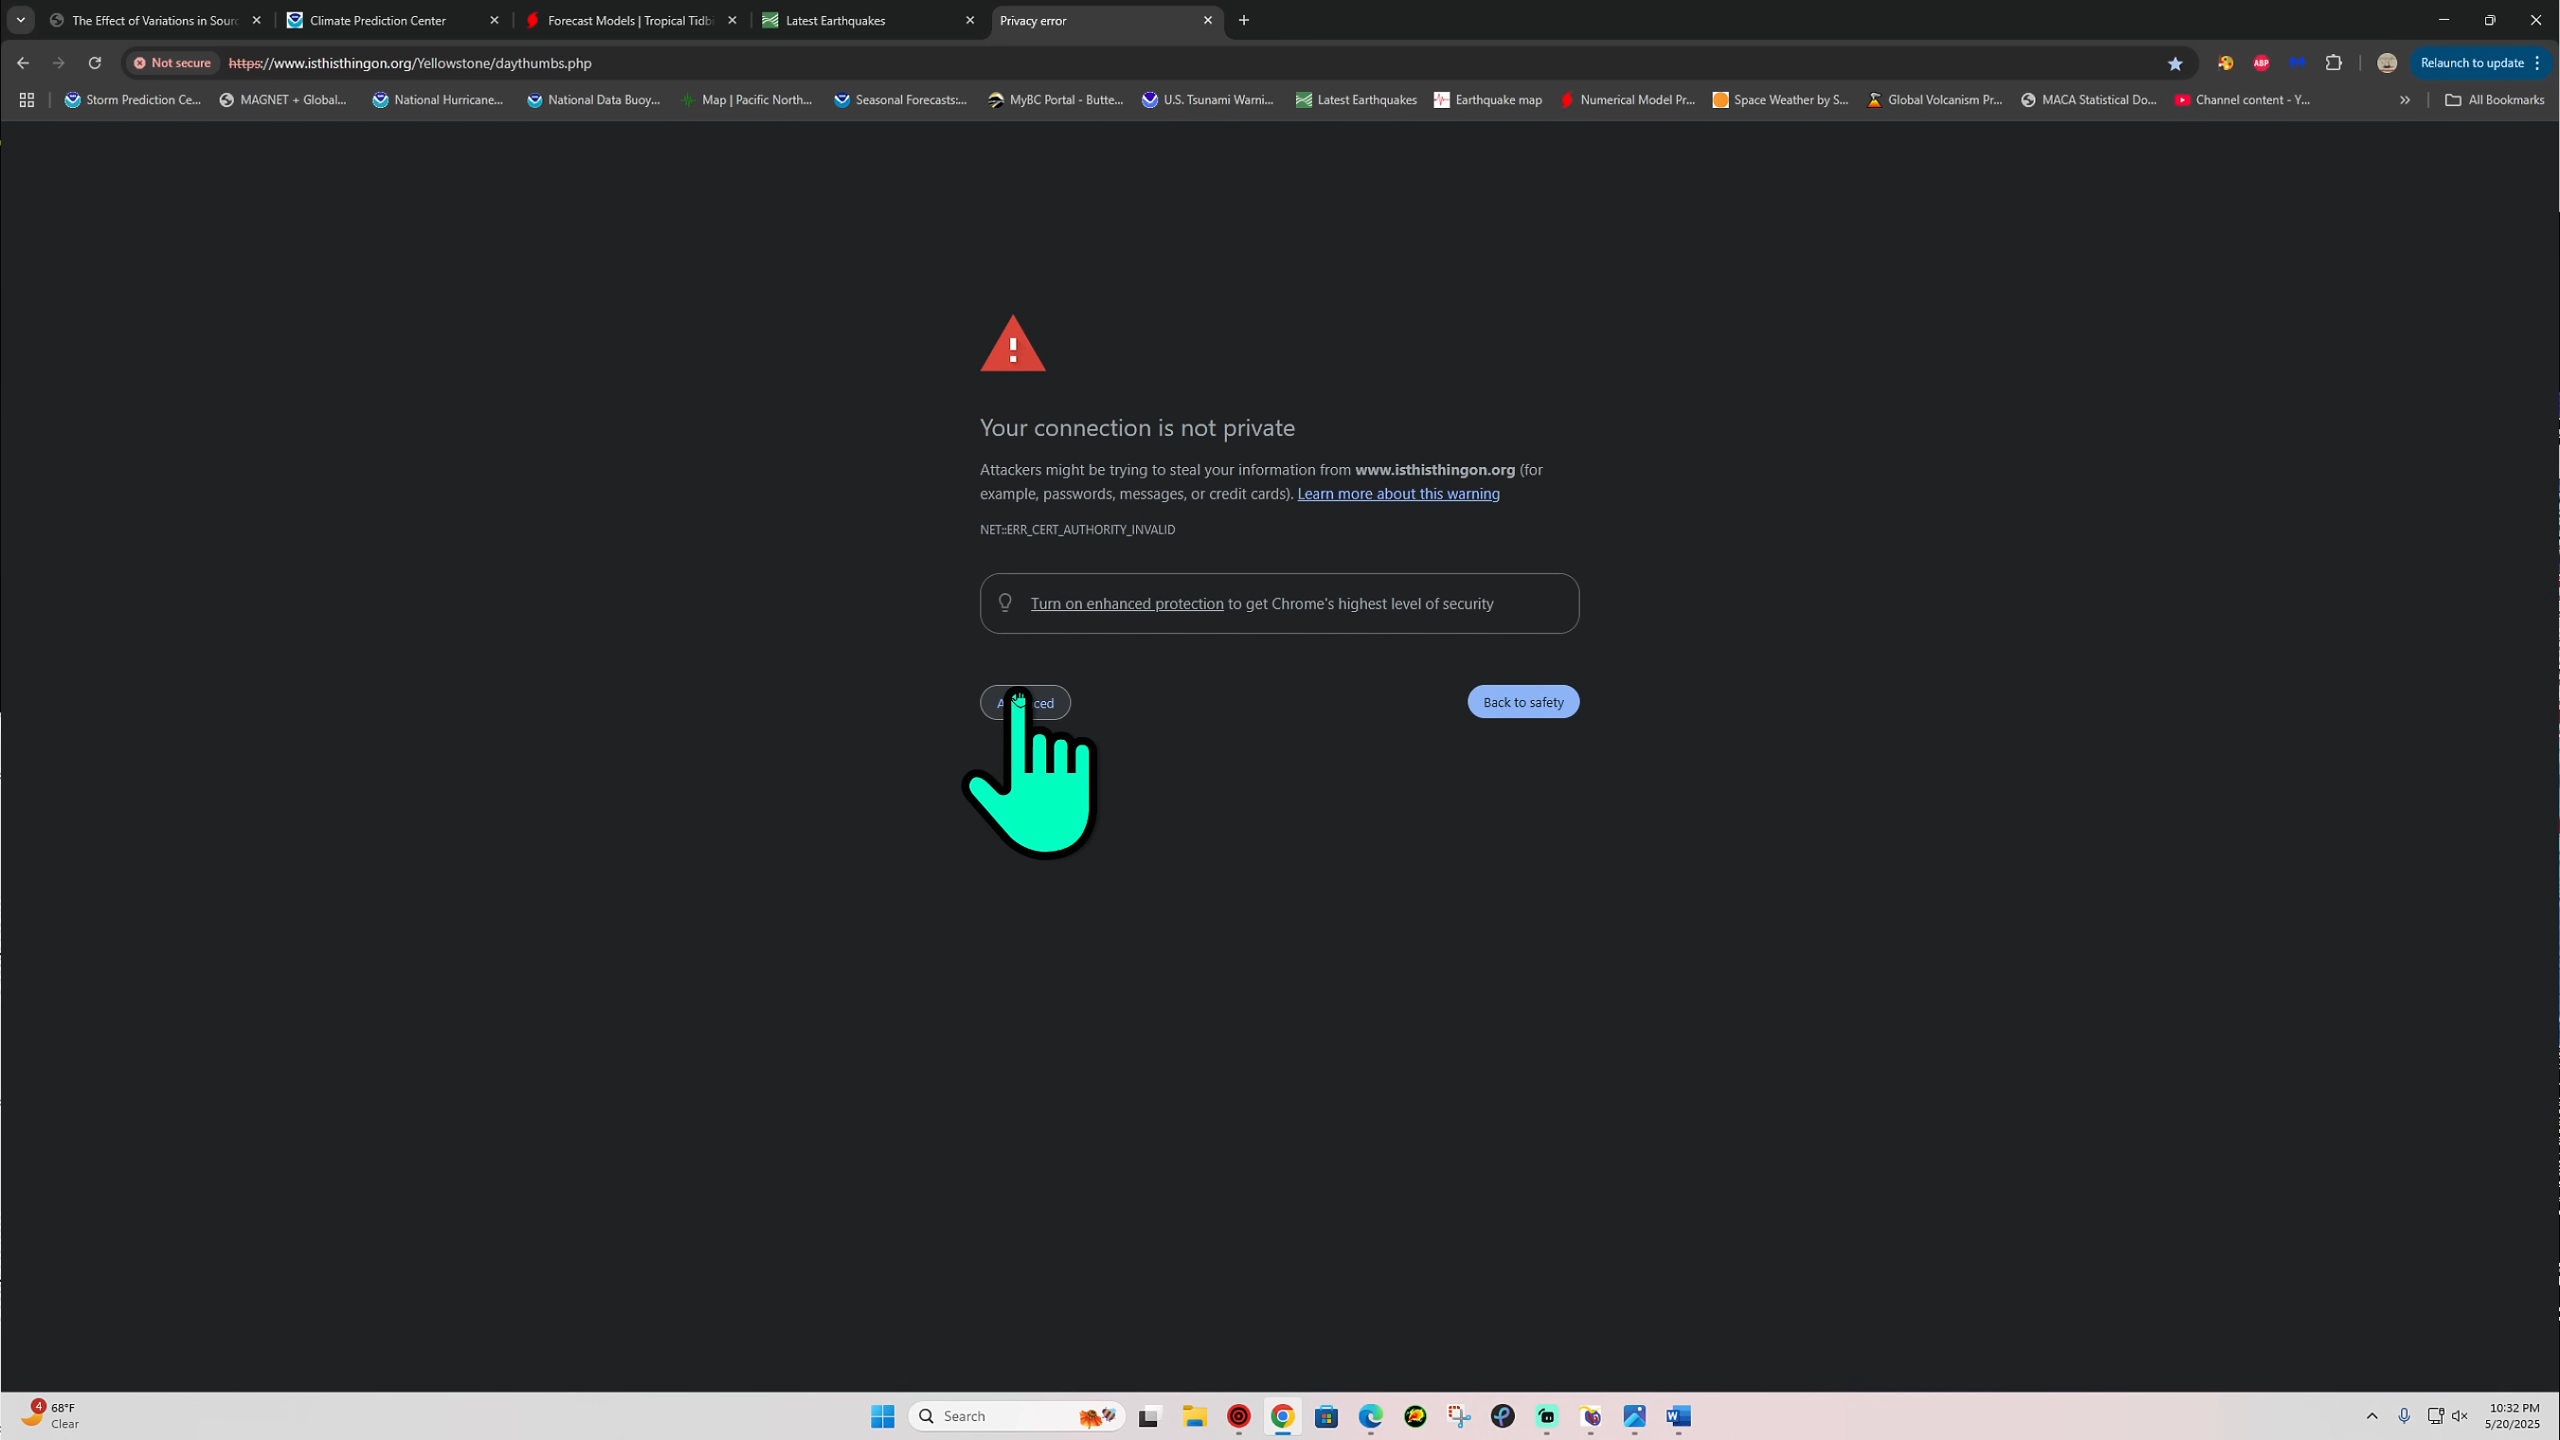 The Effect of Variations in Sourc
Climate Prediction Center
Forecast Models | Tropical Tidbi
Latest Earthquakes
Privacy error
Not secure
https://www.isthisthingon.org/Yellowstone/daythumbs.php
ABP
Relaunch to update
Storm Prediction Ce...
MAGNET + Global...
National Hurricane...
National Data Buoy...
Map | Pacific North...
Seasonal Forecasts:...
MyBC Portal - Butte...
U.S. Tsunami Warni...
Latest Earthquakes
Earthquake map
Numerical Model Pr...
Space Weather by S...
Global Volcanism Pr...
MACA Statistical Do...
Channel content - Y...
All Bookmarks
Your connection is not private
Attackers might be trying to steal your information from www.isthisthingon.org (for
example, passwords, messages, or credit cards). Learn more about this warning
NET::ERR_CERT_AUTHORITY_INVALID
Turn on enhanced protection to get Chrome's highest level of security
Back to safety
4
68°F
Clear
Search
10:32 PM
5/20/2025